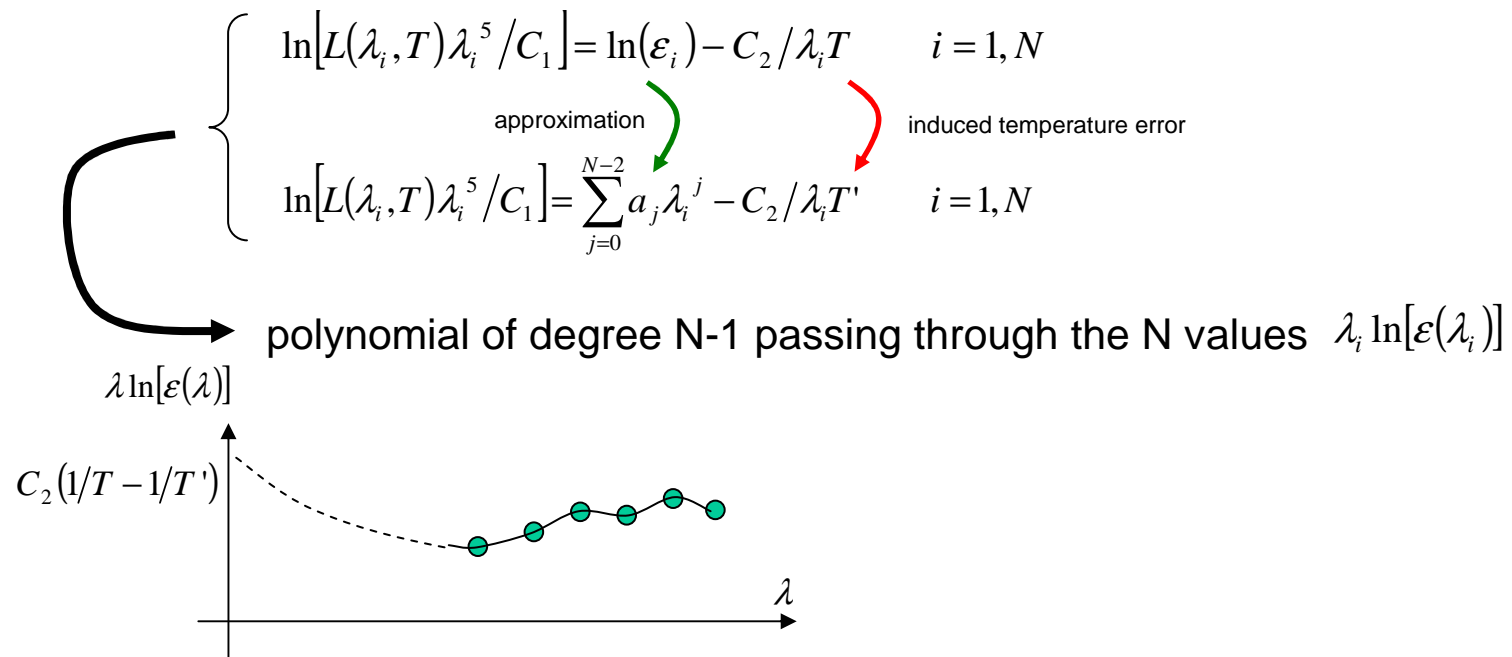 ln[L(λᵢ,T)λᵢ⁵/C₁]= ln(εᵢ)− C₂/λᵢT i = 1, N
approximation induced temperature error
ln[L(λᵢ,T)λᵢ⁵/C₁]= ∑_{j=0}^{N−2} aⱼλᵢʲ − C₂/λᵢT' i = 1, N
polynomial of degree N-1 passing through the N values λᵢ ln[ε(λᵢ)]
λ ln[ε(λ)]
C₂(1/T −1/T')
λ